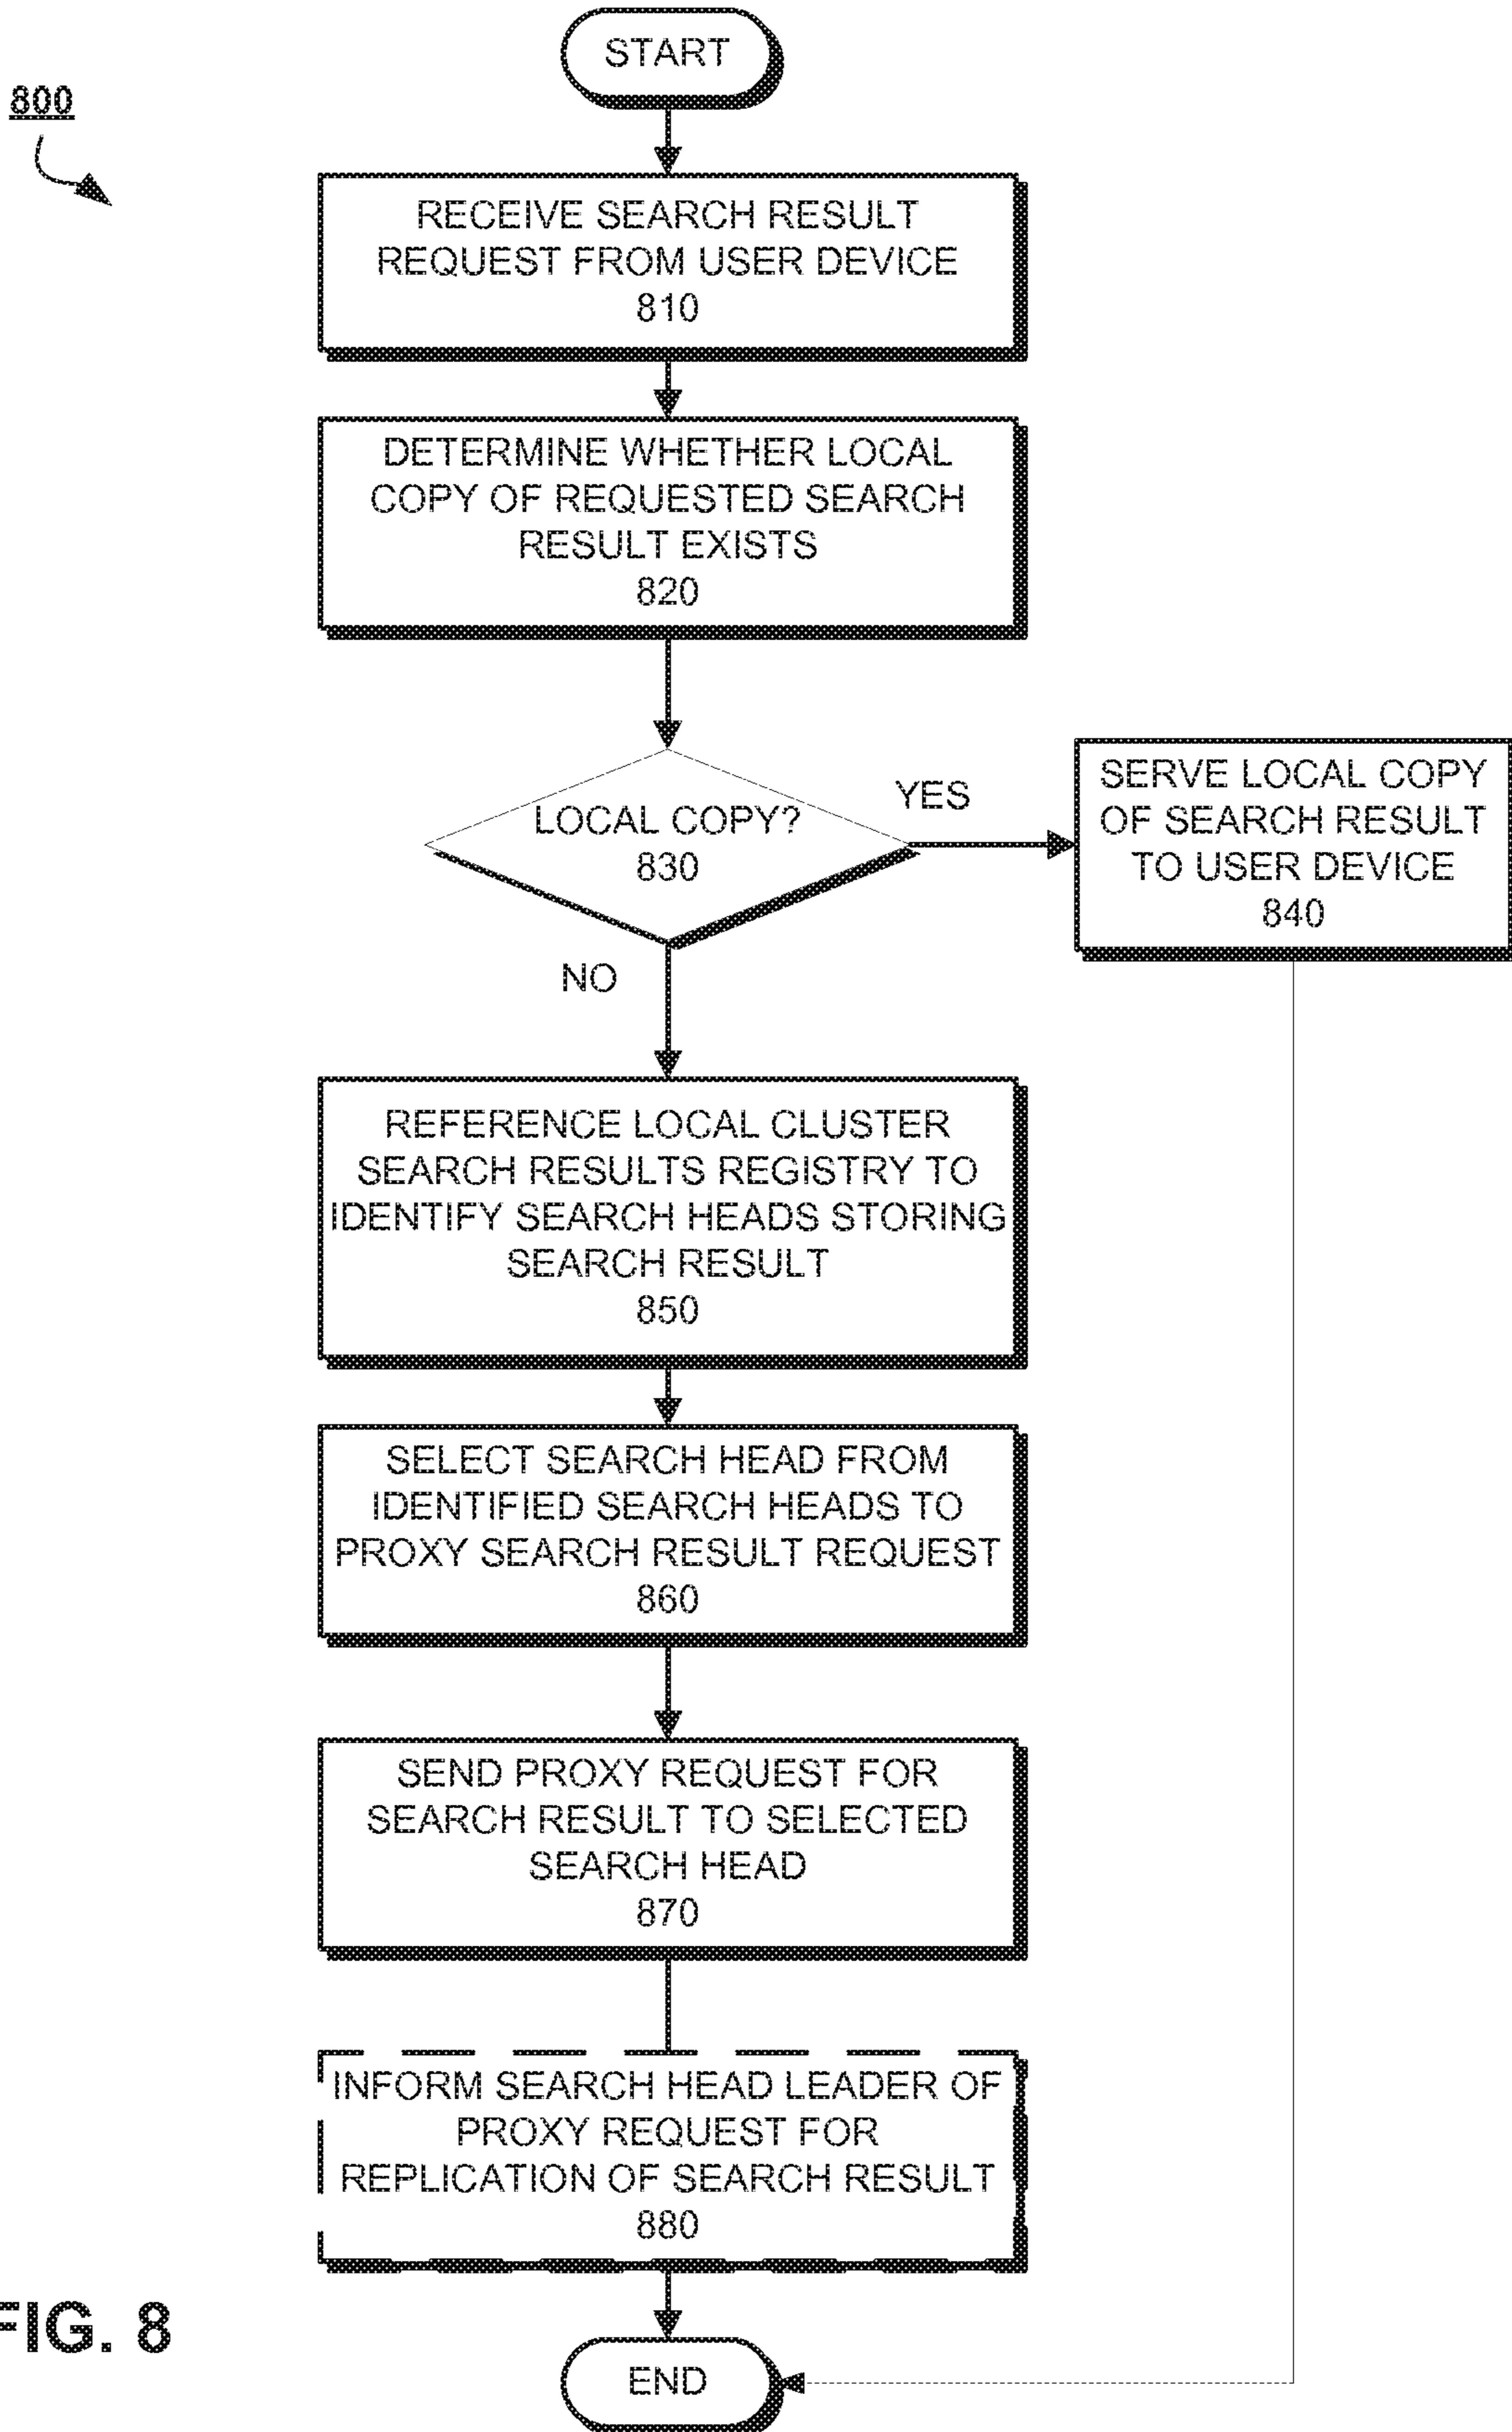 START
800
RECEIVE SEARCH RESULT
REQUEST FROM USER DEVICE
810
DETERMINE WHETHER LOCAL
COPY OF REQUESTED SEARCH
RESULT EXISTS
820
LOCAL COPY?
830
YES
SERVE LOCAL COPY
OF SEARCH RESULT
TO USER DEVICE
840
NO
REFERENCE LOCAL CLUSTER
SEARCH RESULTS REGISTRY TO
IDENTIFY SEARCH HEADS STORING
SEARCH RESULT
850
SELECT SEARCH HEAD FROM
IDENTIFIED SEARCH HEADS TO
PROXY SEARCH RESULT REQUEST
860
SEND PROXY REQUEST FOR
SEARCH RESULT TO SELECTED
SEARCH HEAD
870
INFORM SEARCH HEAD LEADER OF
PROXY REQUEST FOR
REPLICATION OF SEARCH RESULT
880
FIG. 8
END